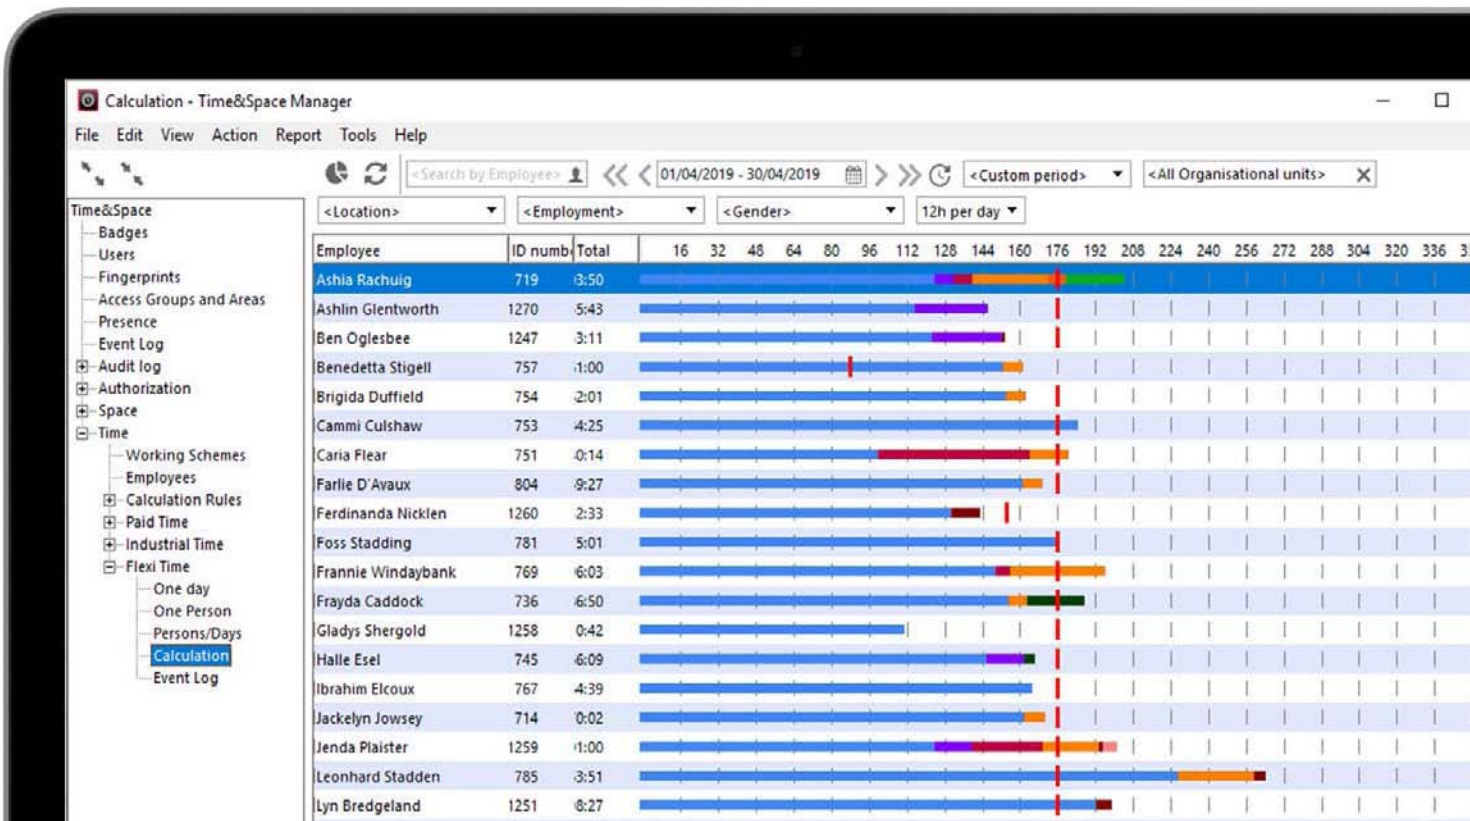 Calculation - Time&Space Manager
File Edit View Action Report Tools Help
<Search by Employee> 01/04/2019 - 30/04/2019 <Custom period> <All Organisational units>
<Location> <Employment> <Gender> 12h per day
Time&Space
Badges
Users
Fingerprints
Access Groups and Areas
Presence
Event Log
Audit log
Authorization
Space
Time
Working Schemes
Employees
Calculation Rules
Paid Time
Industrial Time
Flexi Time
One day
One Person
Persons/Days
Calculation
Event Log
Employee ID numb Total 16 32 48 64 80 96 112 128 144 160 176 192 208 224 240 256 272 288 304 320 336
Ashia Rachuig 719 3:50
Ashlin Glentworth 1270 5:43
Ben Oglesbee 1247 3:11
Benedetta Stigell 757 1:00
Brigida Duffield 754 2:01
Cammi Culshaw 753 4:25
Caria Flear 751 0:14
Farlie D'Avaux 804 9:27
Ferdinanda Nicklen 1260 2:33
Foss Stadding 781 5:01
Frannie Windaybank 769 6:03
Frayda Caddock 736 6:50
Gladys Shergold 1258 0:42
Halle Esel 745 6:09
Ibrahim Elcoux 767 4:39
Jackelyn Jowsey 714 0:02
Jenda Plaister 1259 1:00
Leonhard Stadden 785 3:51
Lyn Bredgeland 1251 8:27